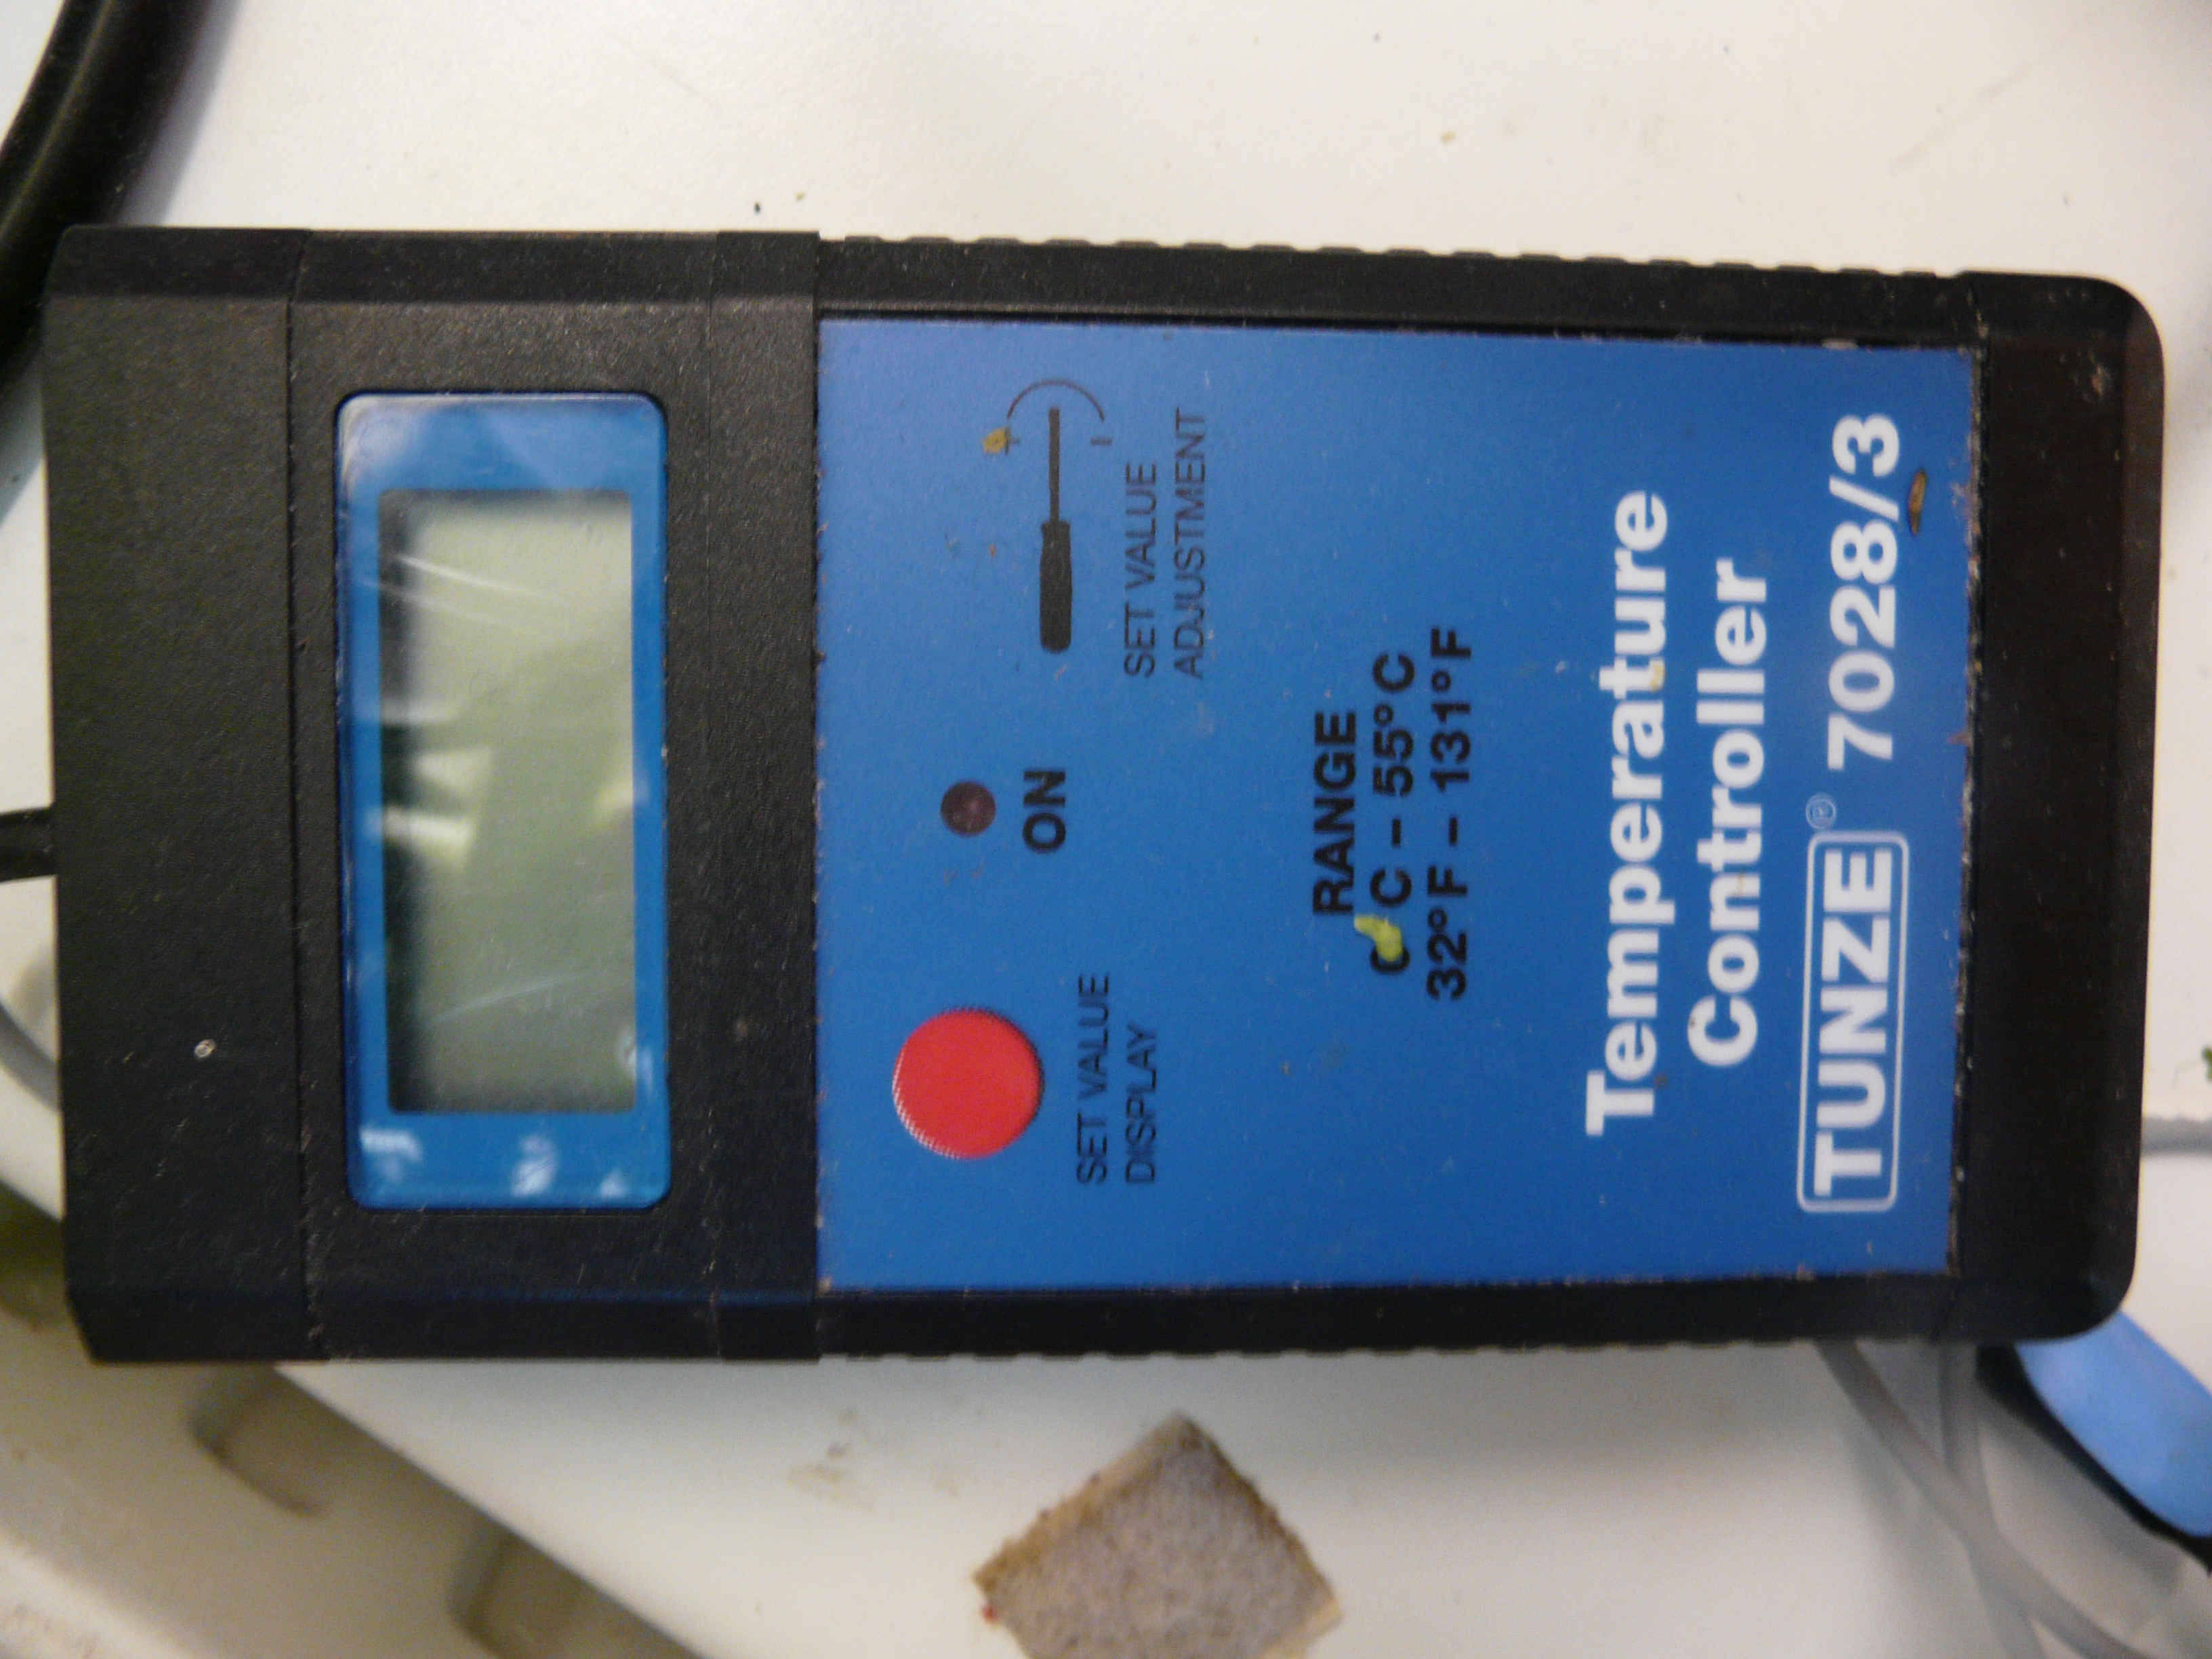 ON
SET VALUE
DISPLAY
SET VALUE
ADJUSTMENT
RANGE
C – 55°C
32°F – 131°F
Temperature
Controller
TUNZE® 7028/3